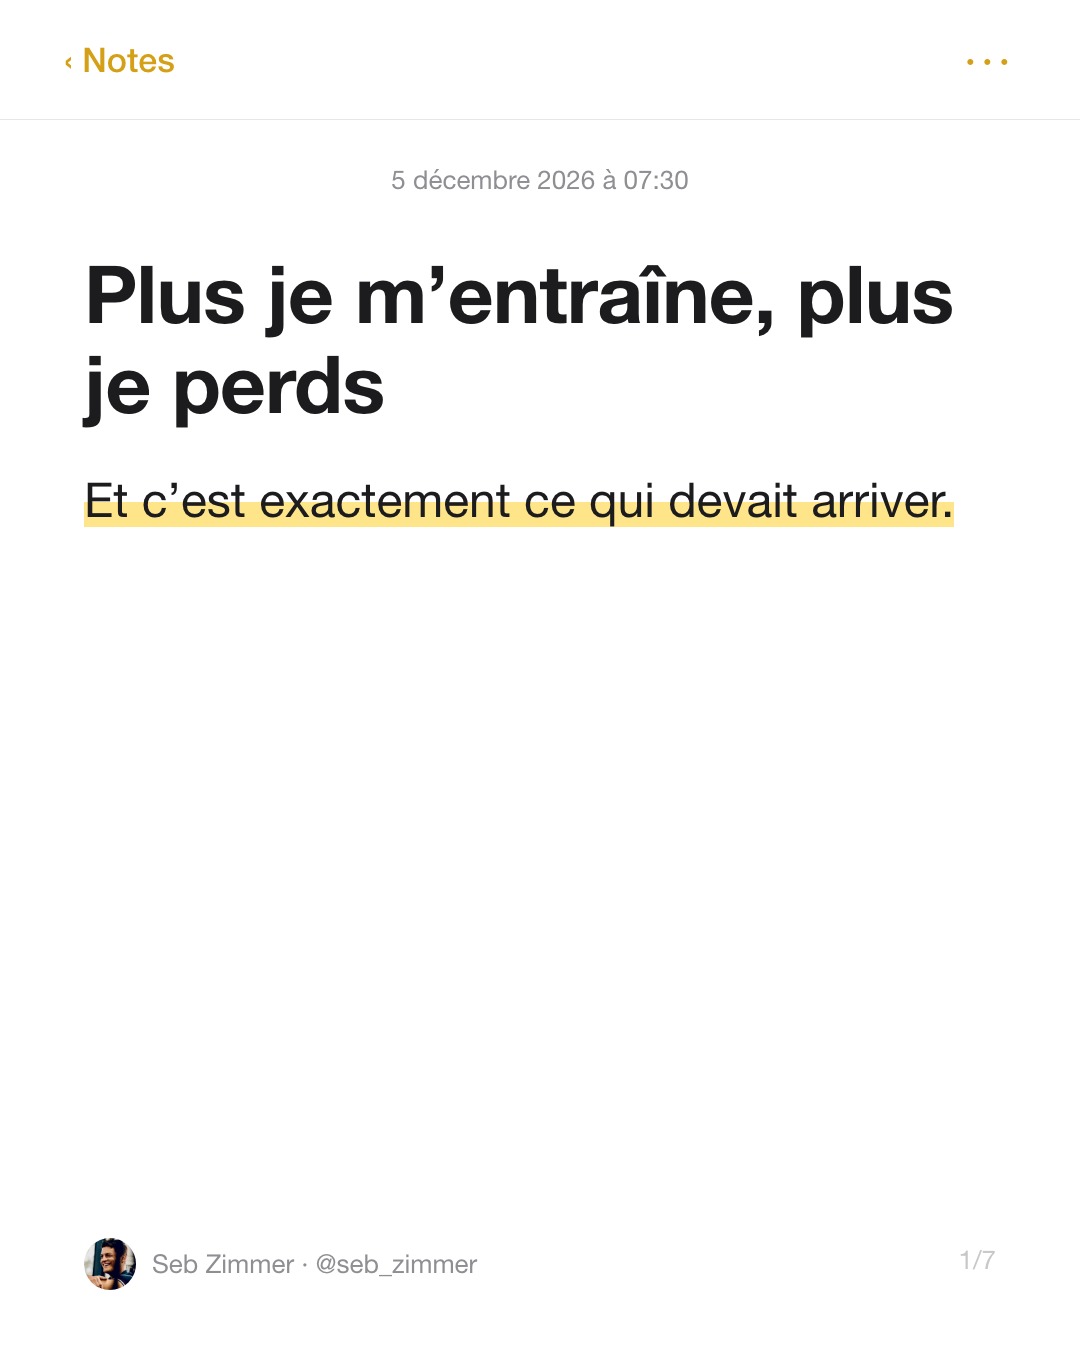 ‹ Notes
...
5 décembre 2026 à 07:30
Plus je m’entraîne, plus
je perds
Et c’est exactement ce qui devait arriver.
Seb Zimmer · @seb_zimmer
1/7